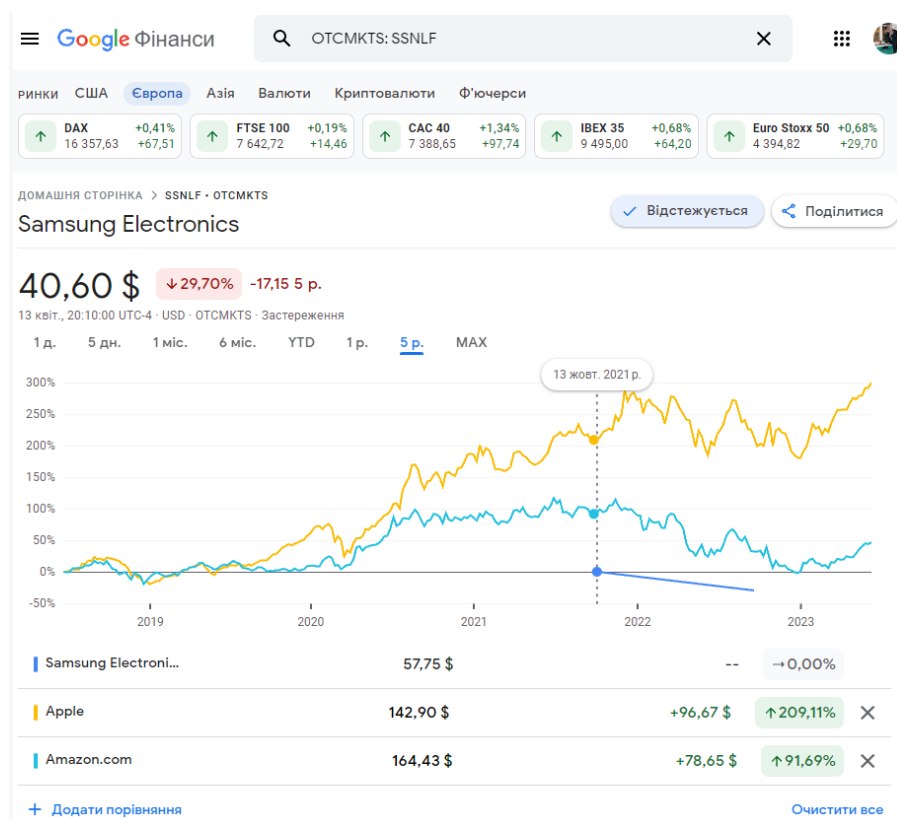 Google Фінанси
OTCMKTS: SSNLF
РИНКИ США Європа Азія Валюти Криптовалюти Ф'ючерси
DAX +0,41% FTSE 100 +0,19% CAC 40 +1,34% IBEX 35 +0,68% Euro Stoxx 50 +0,68%
16 357,63 +67,51 7 642,72 +14,46 7 388,65 +97,74 9 495,00 +64,20 4 394,82 +29,70
ДОМАШНЯ СТОРІНКА > SSNLF • OTCMKTS
Samsung Electronics
Відстежується
Поділитися
40,60 $ ↓29,70% -17,15 5 р.
13 квіт., 20:10:00 UTC-4 · USD · OTCMKTS · Застереження
1 д. 5 дн. 1 міс. 6 міс. YTD 1 р. 5 р. MAX
13 жовт. 2021 р.
300%
250%
200%
150%
100%
50%
0%
-50%
2019 2020 2021 2022 2023
Samsung Electroni... 57,75 $ -- →0,00%
Apple 142,90 $ +96,67 $ ↑209,11%
Amazon.com 164,43 $ +78,65 $ ↑91,69%
+ Додати порівняння
Очистити все